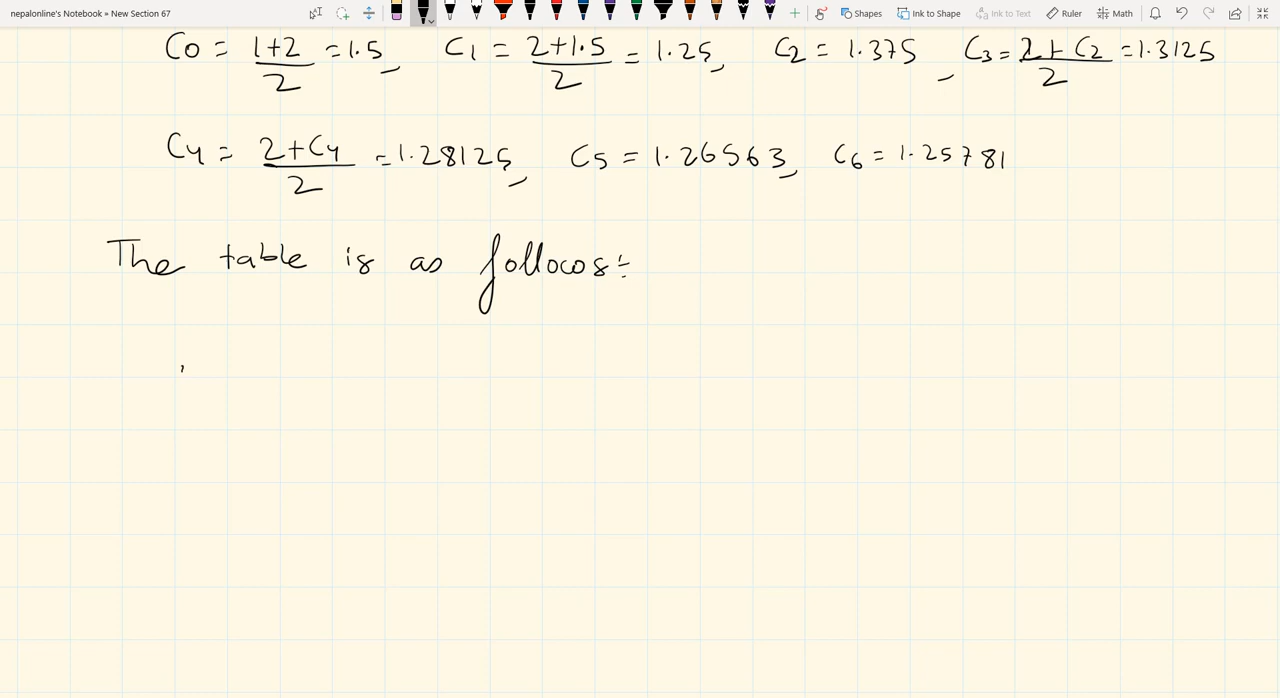 nepalonline's Notebook » New Section 67
Shapes Ink to Shape Ink to Text Ruler Math
C0 = 1+2/2 = 1.5, C1 = 2+1.5/2 = 1.25, C2 = 1.375, C3 = 2+C2/2 = 1.3125
C4 = 2+C4/2 = 1.28125, C5 = 1.26563, C6 = 1.25781
The table is as follows: